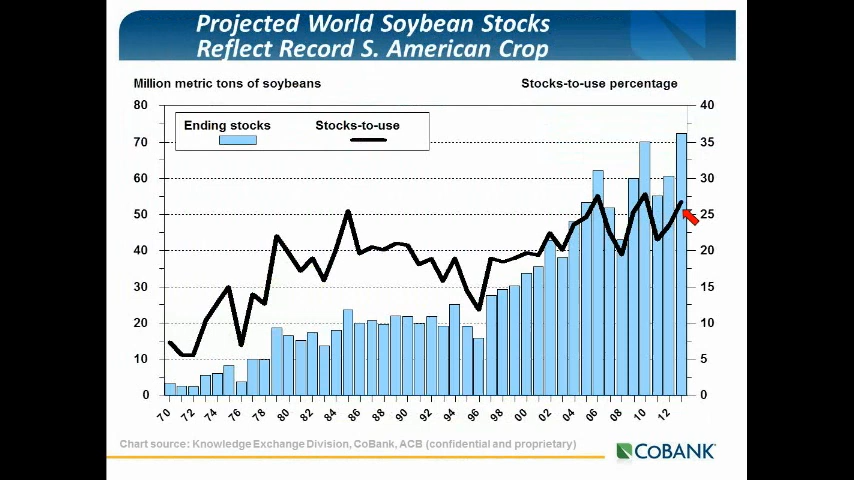 Projected World Soybean Stocks
Reflect Record S. American Crop
Million metric tons of soybeans Stocks-to-use percentage
Ending stocks Stocks-to-use
80 40
70 35
60 30
50 25
40 20
30 15
20 10
10 5
0 0
70 72 74 76 78 80 82 84 86 88 90 92 94 96 98 00 02 04 06 08 10 12
Chart source: Knowledge Exchange Division, CoBank, ACB (confidential and proprietary)
COBANK